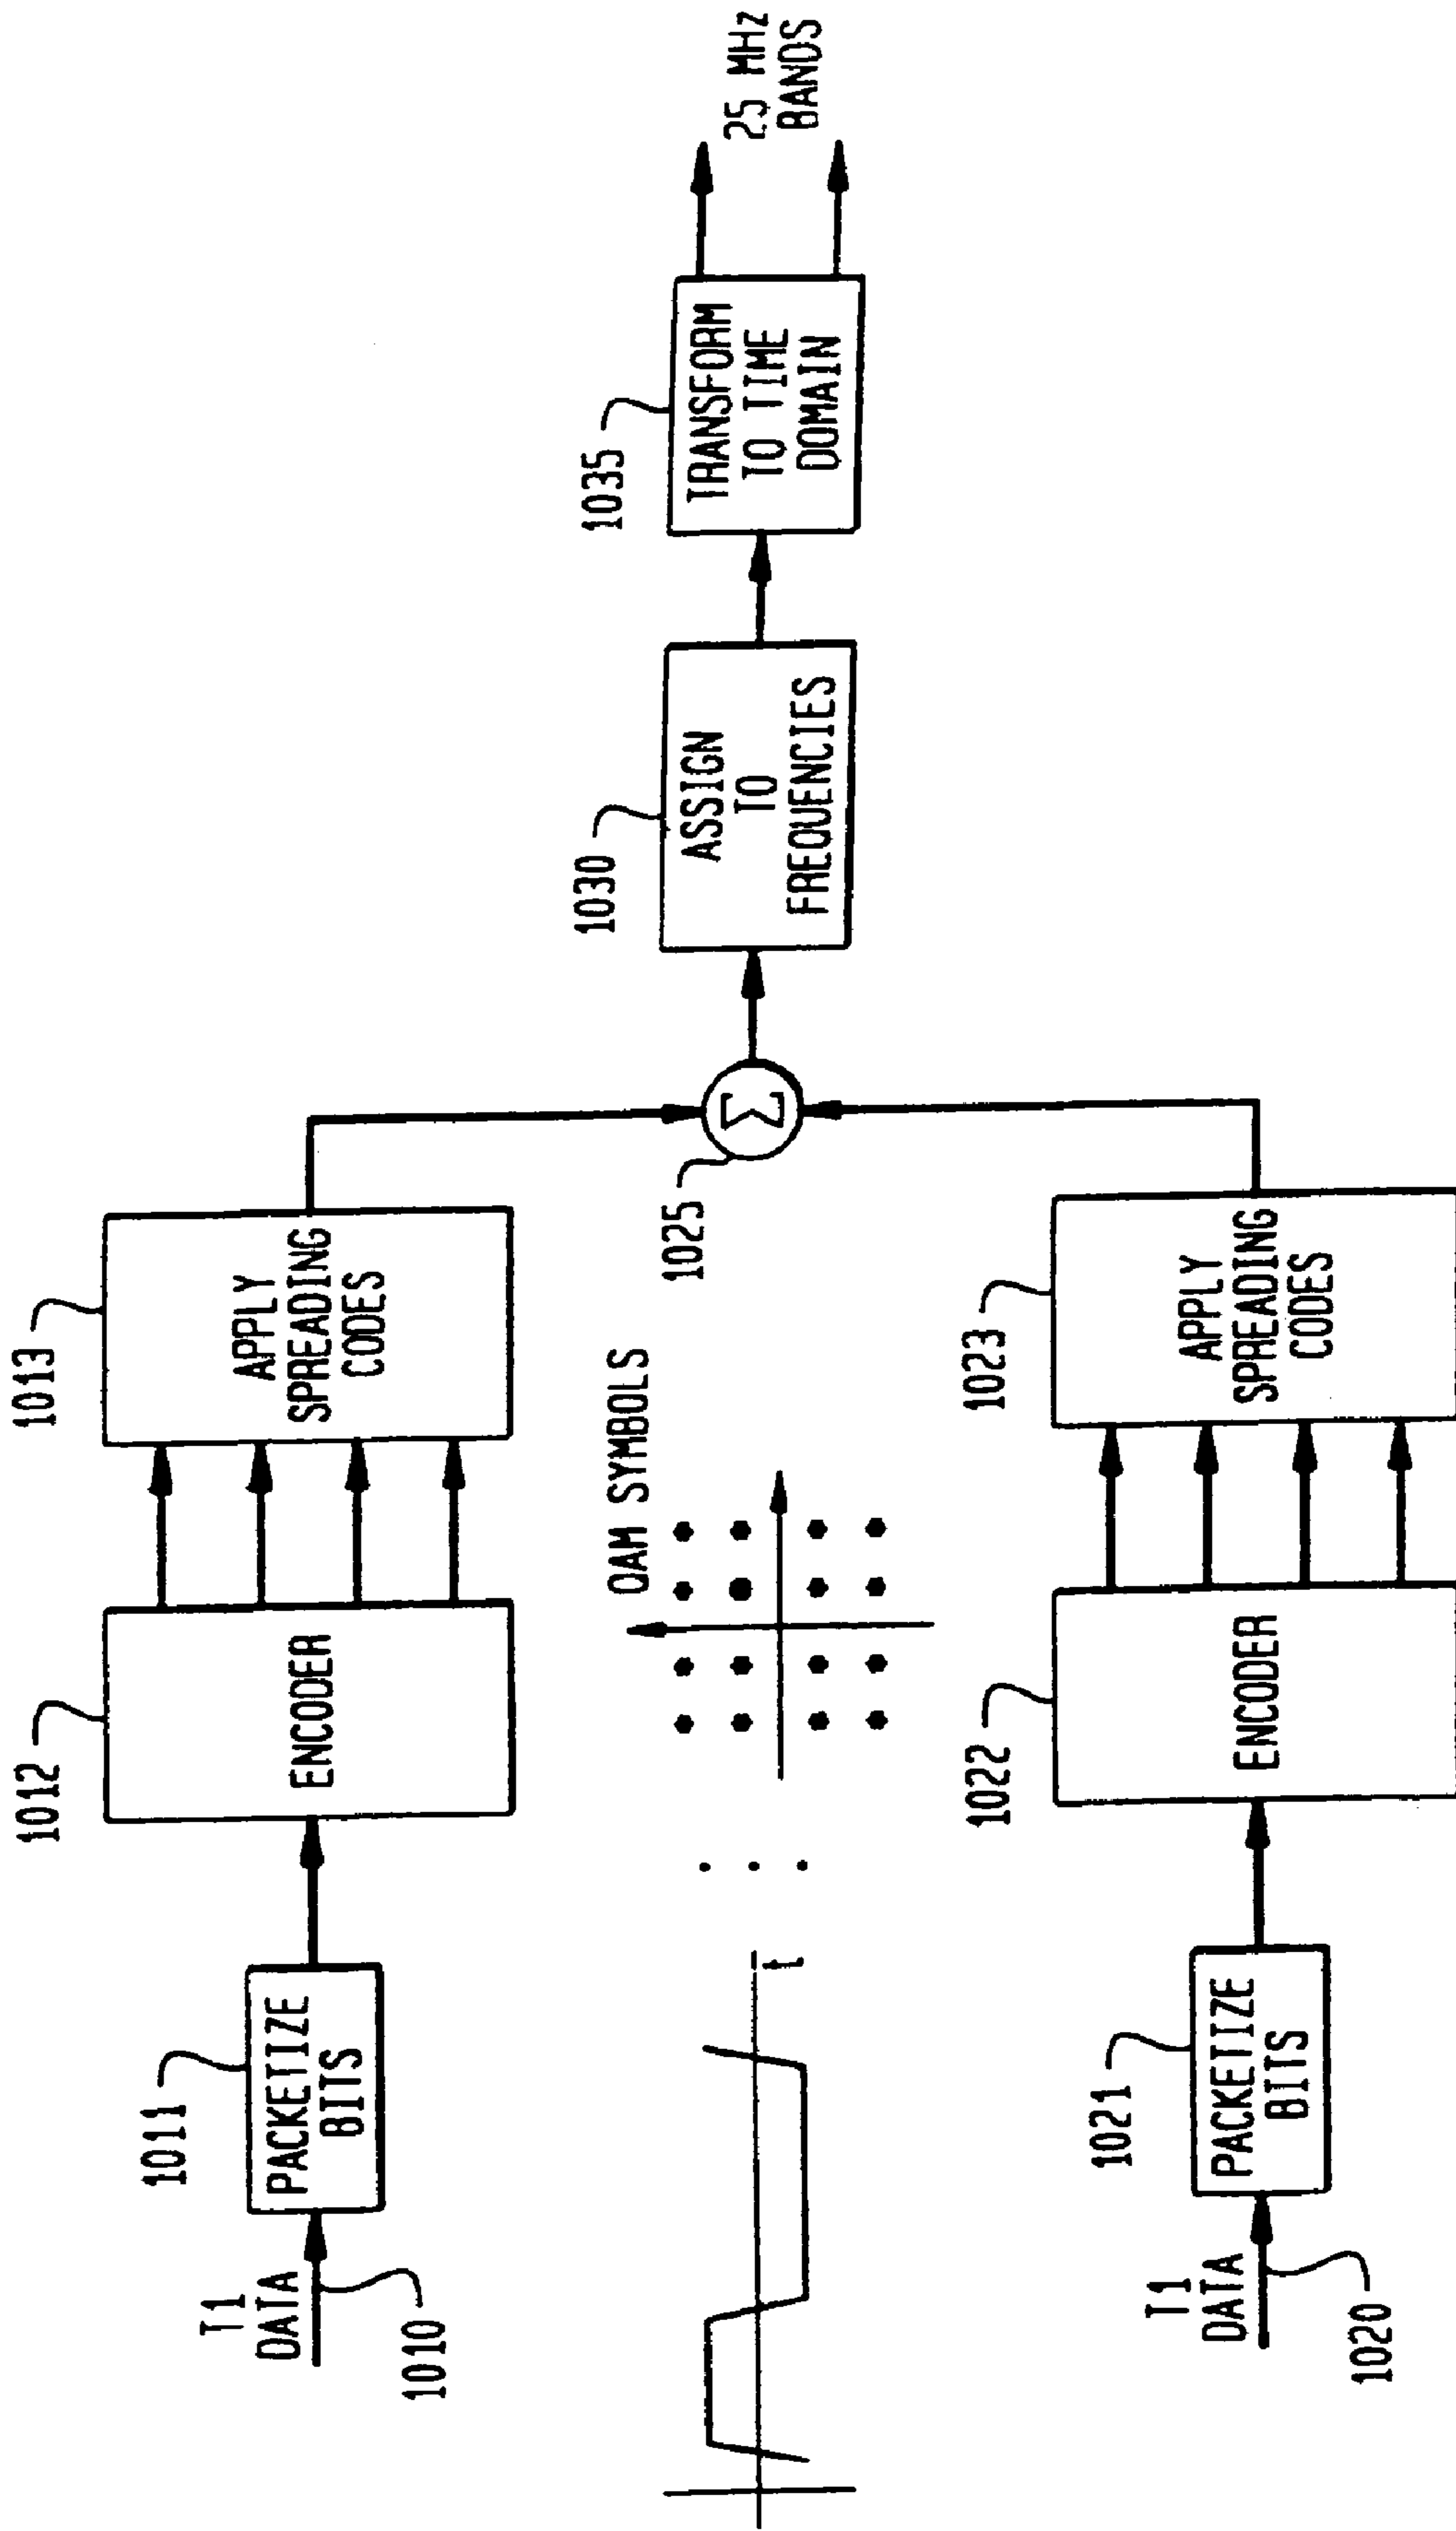 T1
DATA
1010
1011
PACKETIZE
BITS
1012
ENCODER
1013
APPLY
SPREADING
CODES
t
QAM SYMBOLS
T1
DATA
1020
1021
PACKETIZE
BITS
1022
ENCODER
1023
APPLY
SPREADING
CODES
1025
Σ
1030
ASSIGN
TO
FREQUENCIES
1035
TRANSFORM
TO TIME
DOMAIN
25 MHz
BANDS